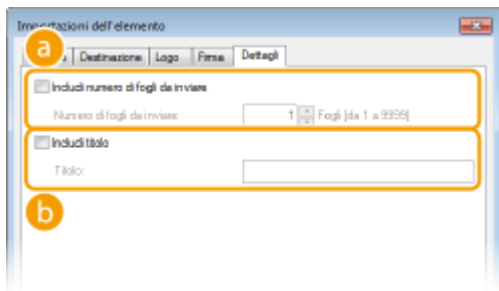 Impostazioni dell'elemento
a
Destinazione Logo Firma Dettagli
Includi numero di fogli da inviare
Numero di fogli da inviare: 1 Fogli [da 1 a 9999]
Includi titolo
Titolo:
b